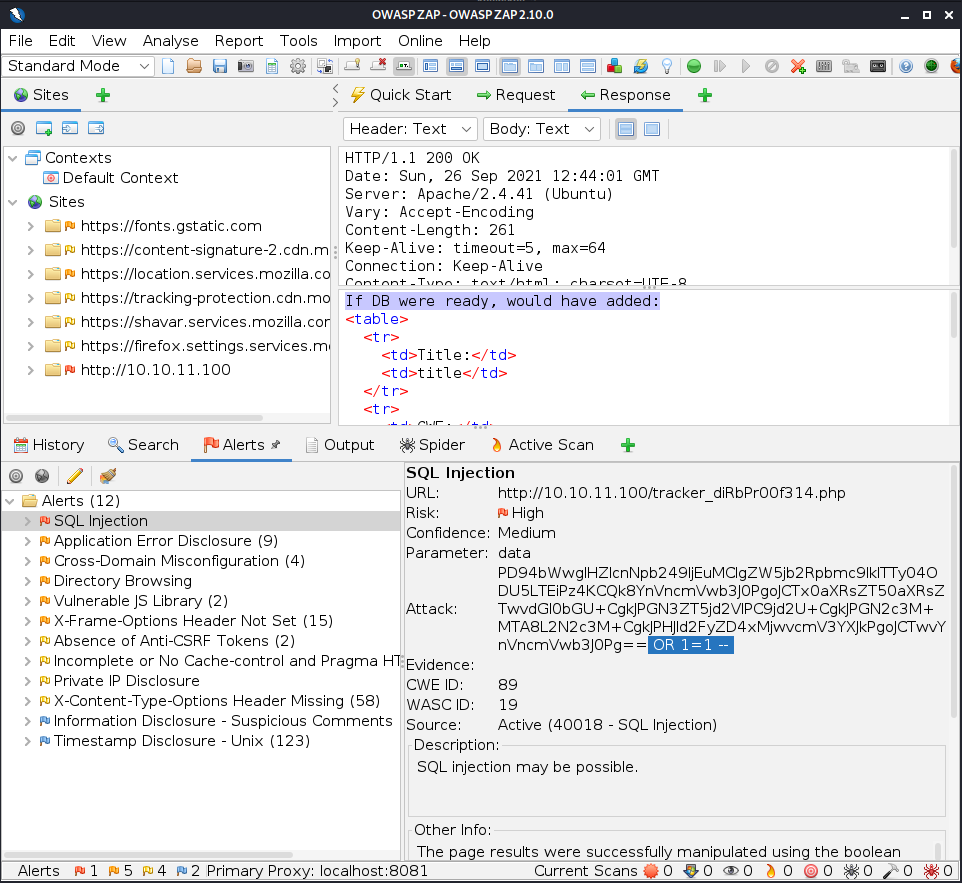 OWASP ZAP - OWASP ZAP 2.10.0
File Edit View Analyse Report Tools Import Online Help
Standard Mode
Sites
Quick Start Request Response
Header: Text Body: Text
Contexts
Default Context
Sites
https://fonts.gstatic.com
https://content-signature-2.cdn.m
https://location.services.mozilla.co
https://tracking-protection.cdn.mo
https://shavar.services.mozilla.cor
https://firefox.settings.services.m
http://10.10.11.100
HTTP/1.1 200 OK
Date: Sun, 26 Sep 2021 12:44:01 GMT
Server: Apache/2.4.41 (Ubuntu)
Vary: Accept-Encoding
Content-Length: 261
Keep-Alive: timeout=5, max=64
Connection: Keep-Alive
Content-Type: text/html; charset=UTF-8
If DB were ready, would have added:
<table>
<tr>
<td>Title:</td>
<td>title</td>
</tr>
<tr>
<td>CWE:</td>
History Search Alerts Output Spider Active Scan
Alerts (12)
SQL Injection
Application Error Disclosure (9)
Cross-Domain Misconfiguration (4)
Directory Browsing
Vulnerable JS Library (2)
X-Frame-Options Header Not Set (15)
Absence of Anti-CSRF Tokens (2)
Incomplete or No Cache-control and Pragma HT
Private IP Disclosure
X-Content-Type-Options Header Missing (58)
Information Disclosure - Suspicious Comments
Timestamp Disclosure - Unix (123)
SQL Injection
URL: http://10.10.11.100/tracker_diRbPr00f314.php
Risk: High
Confidence: Medium
Parameter: data
Attack:
Evidence:
CWE ID: 89
WASC ID: 19
Source: Active (40018 - SQL Injection)
OR 1=1 --
Description:
SQL injection may be possible.
Other Info:
The page results were successfully manipulated using the boolean
Alerts 1 5 4 2 Primary Proxy: localhost:8081 Current Scans 0 0 0 0 0 0 0 0